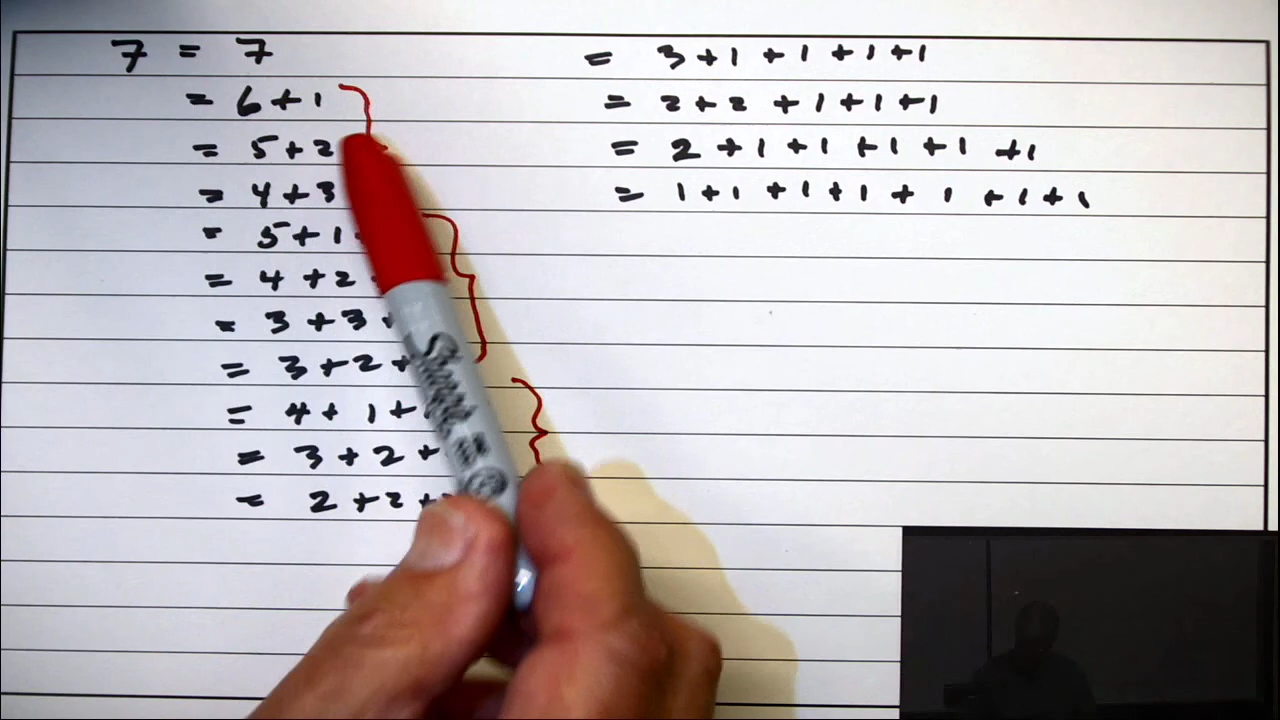 7 = 7
= 6 + 1
= 5 + 2
= 4 + 3
= 5 + 1
= 4 + 2
= 3 + 3
= 3 + 2 +
= 4 + 1 +
= 3 + 2 +
= 2 + 2 +
= 3 + 1 + 1 + 1 + 1
= 2 + 2 + 1 + 1 + 1
= 2 + 1 + 1 + 1 + 1 + 1
= 1 + 1 + 1 + 1 + 1 + 1 + 1
Sharpie